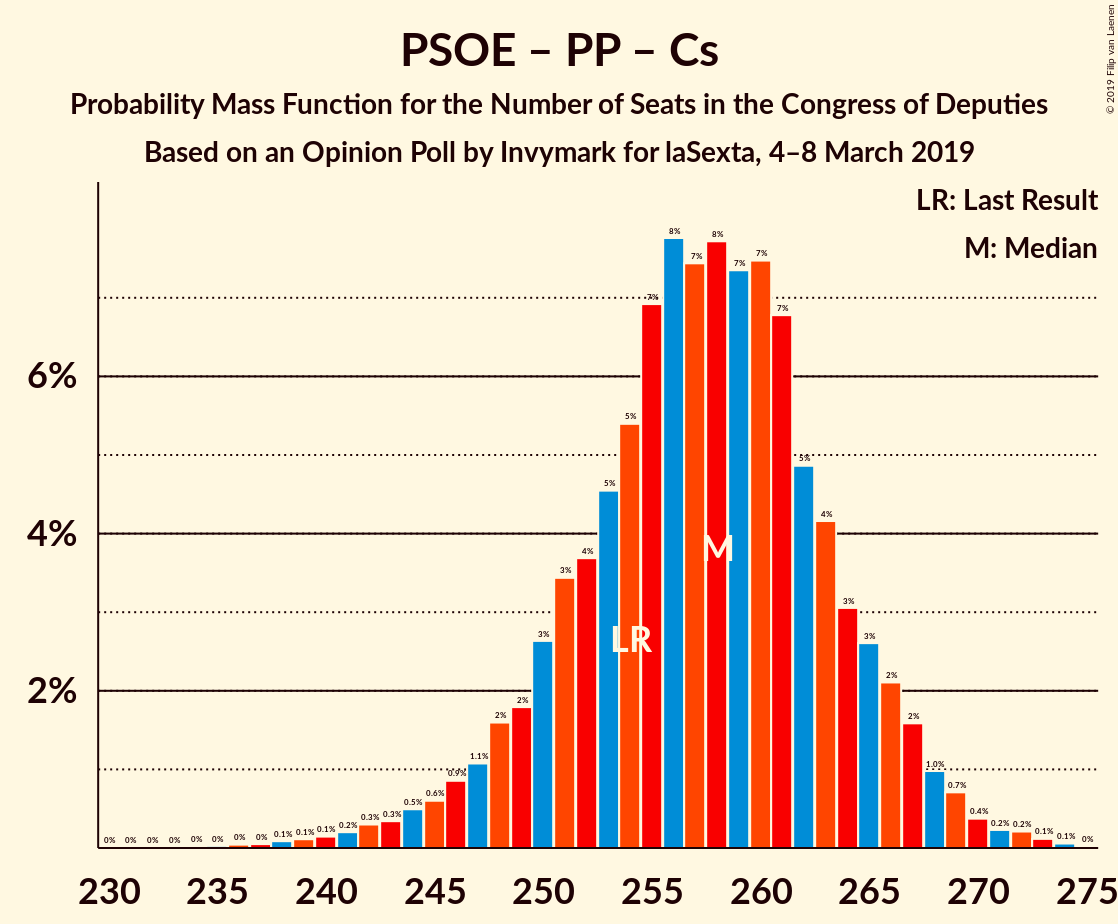 PSOE – PP – Cs
Probability Mass Function for the Number of Seats in the Congress of Deputies
Based on an Opinion Poll by Invymark for laSexta, 4–8 March 2019
© 2019 Filip van Laenen
LR: Last Result
M: Median
6%
4%
2%
0% 0% 0% 0% 0% 0% 0% 0% 0.1% 0.1% 0.1% 0.2% 0.3% 0.3% 0.5% 0.6% 0.9% 1.1% 2% 2% 3% 3% 4% 5% 5% 7% 8% 7% 8% 7% 7% 7% 5% 4% 3% 3% 2% 2% 1.0% 0.7% 0.4% 0.2% 0.2% 0.1% 0.1% 0%
M
LR
230 235 240 245 250 255 260 265 270 275